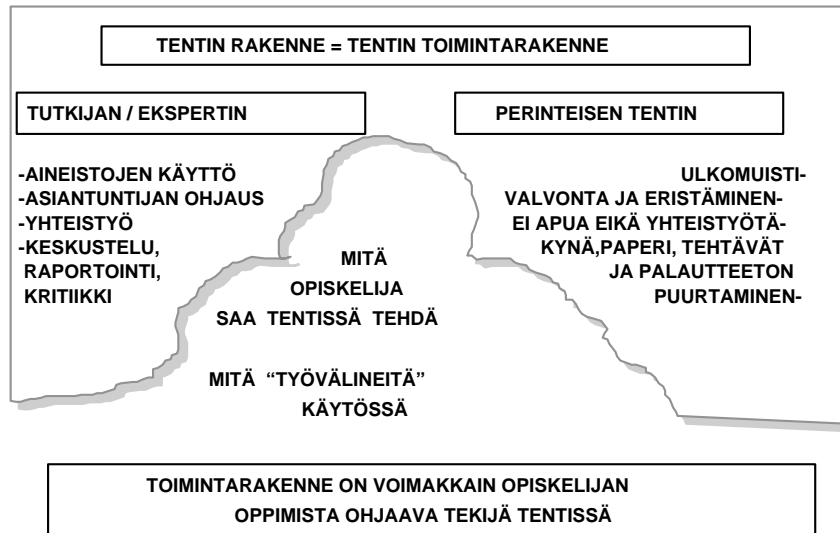 TENTIN RAKENNE = TENTIN TOIMINTARAKENNE
TUTKIJAN / EKSPERTIN
-AINEISTOJEN KÄYTTÖ
-ASIANTUNTIJAN OHJAUS
-YHTEISTYÖ
-KESKUSTELU,
RAPORTOINTI,
KRITIIKKI
PERINTEISEN TENTIN
ULKOMUISTI-
VALVONTA JA ERISTÄMINEN-
EI APUA EIKÄ YHTEISTYÖTÄ-
KYNÄ,PAPERI, TEHTÄVÄT
JA PALAUTTEETON
PUURTAMINEN-
MITÄ
OPISKELIJA
SAA TENTISSÄ TEHDÄ
MITÄ “TYÖVÄLINEITÄ”
KÄYTÖSSÄ
TOIMINTARAKENNE ON VOIMAKKAIN OPISKELIJAN
OPPIMISTA OHJAAVA TEKIJÄ TENTISSÄ